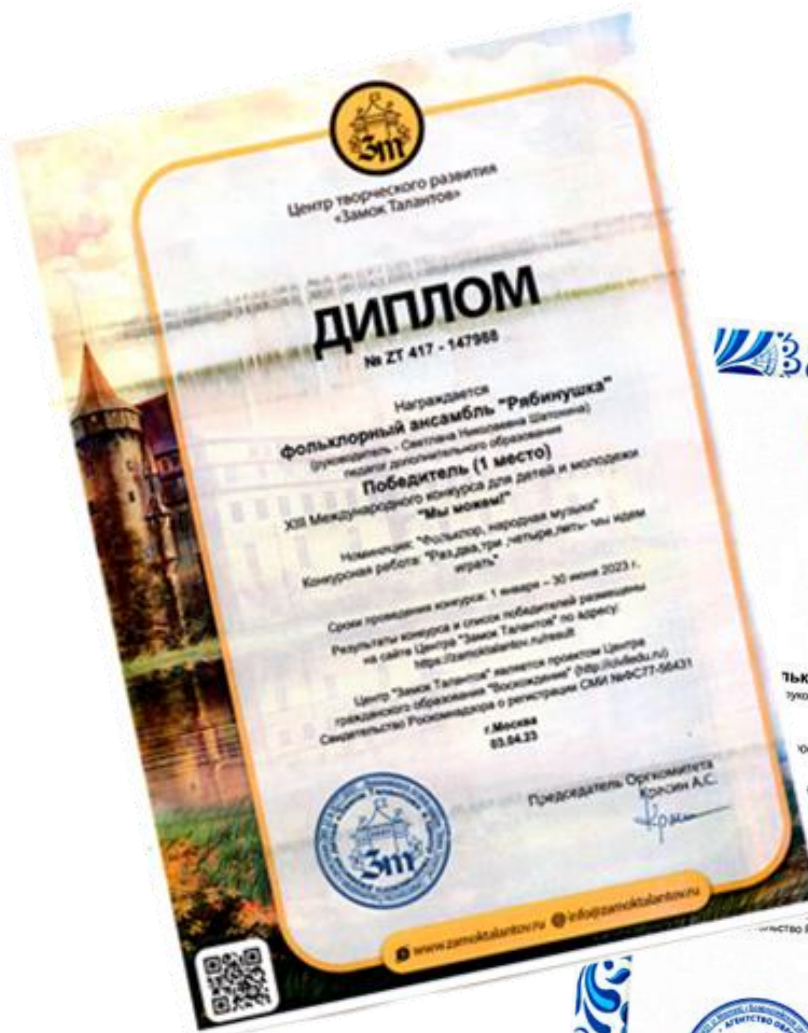 Зт
Центр творческого развития
«Замок Талантов»
ДИПЛОМ
№ ZT 417 - 147988
Награждается
фольклорный ансамбль "Рябинушка"
(руководитель - Светлана Николаевна Шатохина)
педагог дополнительного образования
Победитель (1 место)
XIII Международного конкурса для детей и молодежи
"Мы можем!"
Номинация: "Фольклор, народная музыка"
Конкурсная работа: "Раз,два,три ,четыре,пять- мы идем
играть"
Сроки проведения конкурса: 1 января – 30 июня 2023 г.
Результаты конкурса и список победителей размещены
на сайте Центра "Замок Талантов" по адресу:
https://zamoktalantov.ru/result
Центр "Замок Талантов" является проектом Центра
гражданского образования "Восхождение" (http://civiledu.ru)
Свидетельство Роскомнадзора о регистрации СМИ №ФС77-56431
г.Москва
03.04.23
Председатель Оргкомитета
Кресин А.С.
Зт
www.zamoktalantov.ru info@zamoktalantov.ru